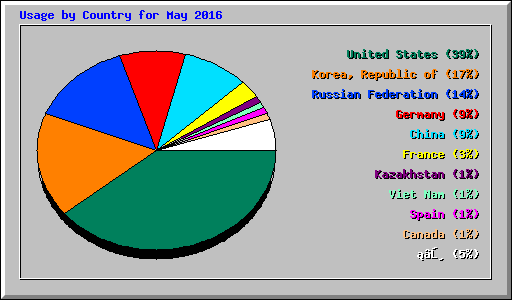 Usage by Country for May 2016
United States (39%)
Korea, Republic of (17%)
Russian Federation (14%)
Germany (9%)
China (9%)
France (3%)
Kazakhstan (1%)
Viet Nam (1%)
Spain (1%)
Canada (1%)
(5%)